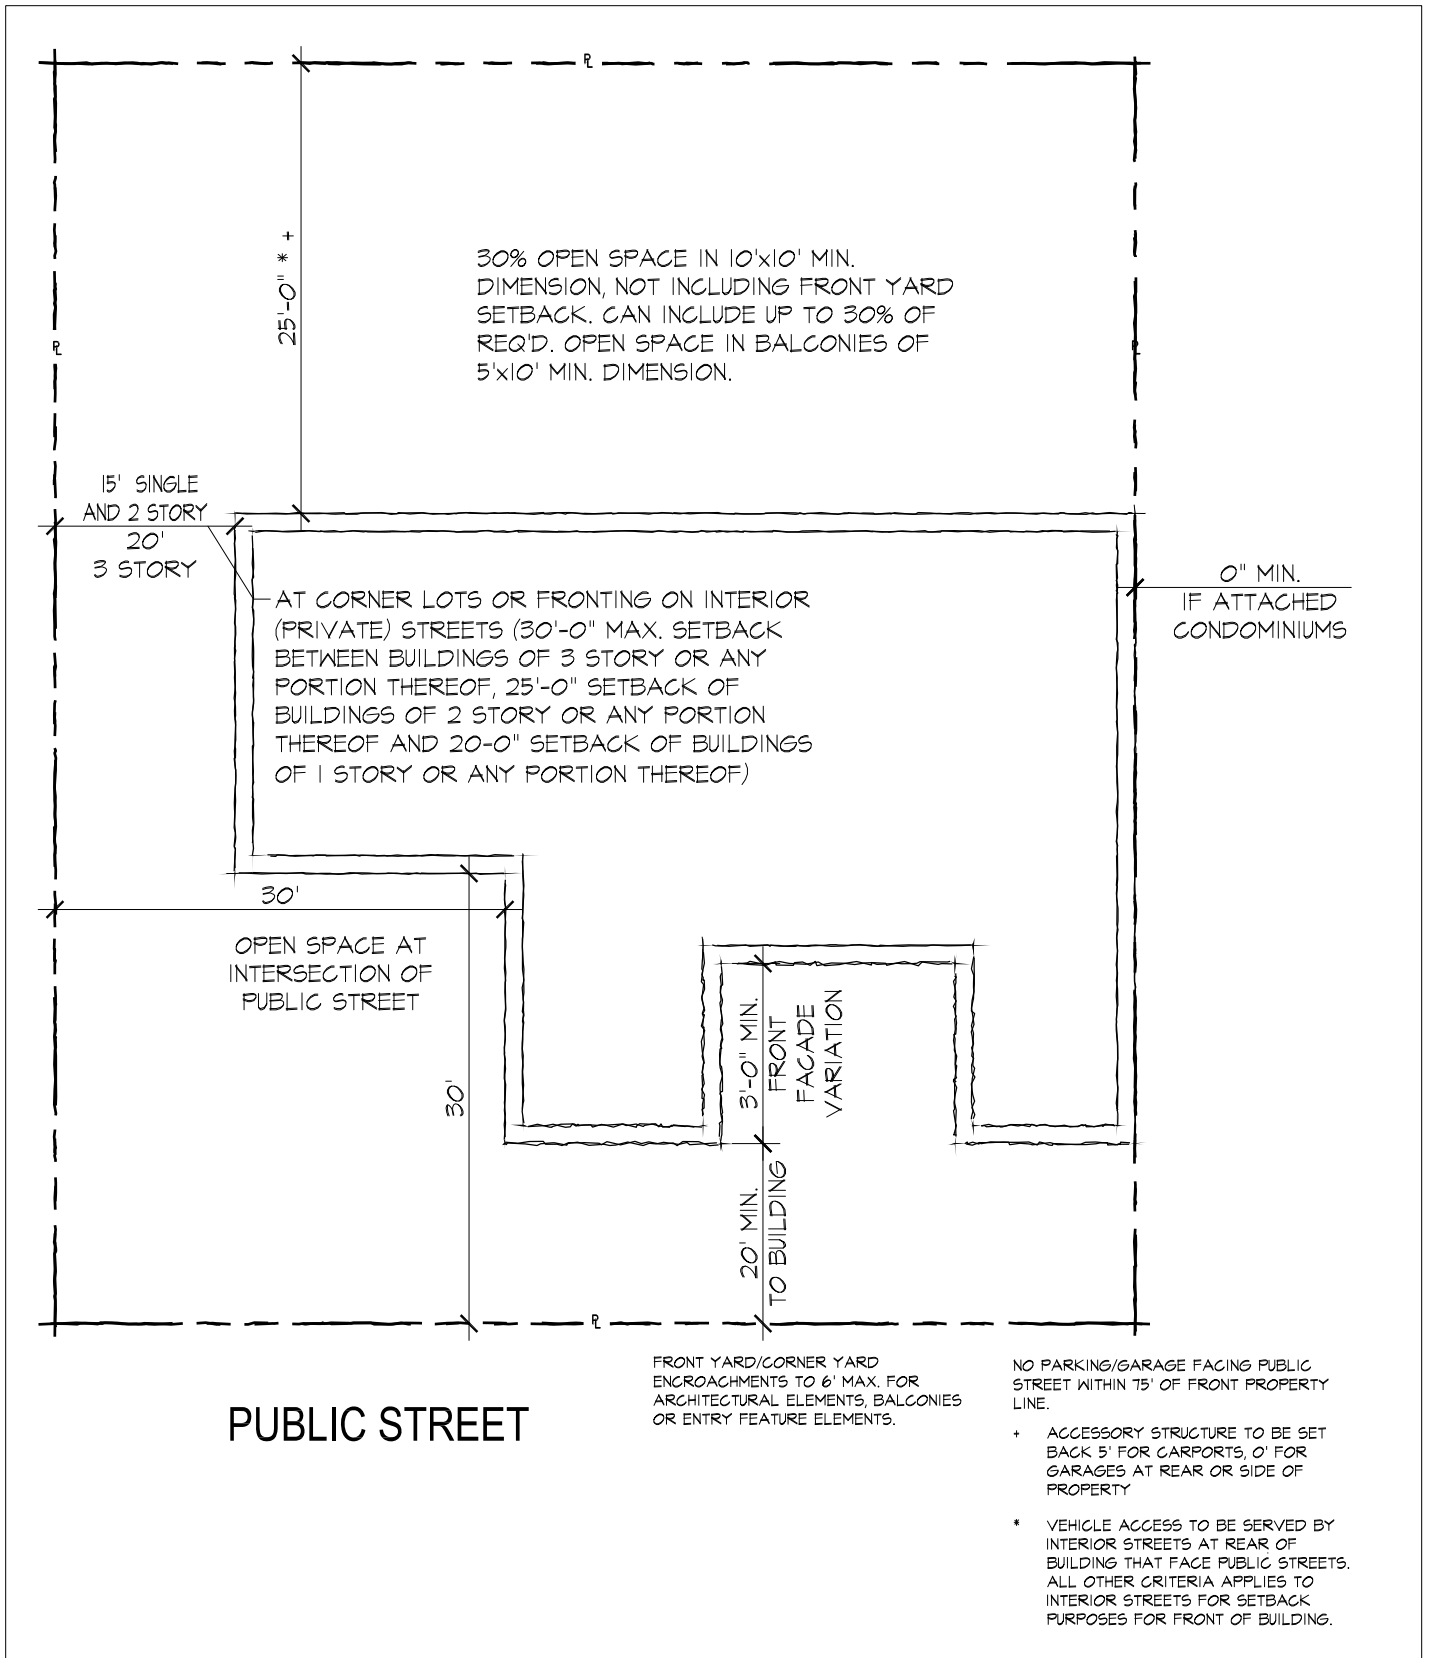 PL
25'-0" * +
30% OPEN SPACE IN 10'x10' MIN.
DIMENSION, NOT INCLUDING FRONT YARD
SETBACK. CAN INCLUDE UP TO 30% OF
REQ'D. OPEN SPACE IN BALCONIES OF
5'x10' MIN. DIMENSION.
PL
PL
15' SINGLE
AND 2 STORY
20'
3 STORY
0" MIN.
IF ATTACHED
CONDOMINIUMS
AT CORNER LOTS OR FRONTING ON INTERIOR
(PRIVATE) STREETS (30'-0" MAX. SETBACK
BETWEEN BUILDINGS OF 3 STORY OR ANY
PORTION THEREOF, 25'-0" SETBACK OF
BUILDINGS OF 2 STORY OR ANY PORTION
THEREOF AND 20-0" SETBACK OF BUILDINGS
OF 1 STORY OR ANY PORTION THEREOF)
30'
OPEN SPACE AT
INTERSECTION OF
PUBLIC STREET
30'
3'-0" MIN.
FRONT
FACADE
VARIATION
20' MIN.
TO BUILDING
PL
PUBLIC STREET
FRONT YARD/CORNER YARD
ENCROACHMENTS TO 6' MAX. FOR
ARCHITECTURAL ELEMENTS, BALCONIES
OR ENTRY FEATURE ELEMENTS.
NO PARKING/GARAGE FACING PUBLIC
STREET WITHIN 75' OF FRONT PROPERTY
LINE.
+ ACCESSORY STRUCTURE TO BE SET
BACK 5' FOR CARPORTS, 0' FOR
GARAGES AT REAR OR SIDE OF
PROPERTY
* VEHICLE ACCESS TO BE SERVED BY
INTERIOR STREETS AT REAR OF
BUILDING THAT FACE PUBLIC STREETS.
ALL OTHER CRITERIA APPLIES TO
INTERIOR STREETS FOR SETBACK
PURPOSES FOR FRONT OF BUILDING.